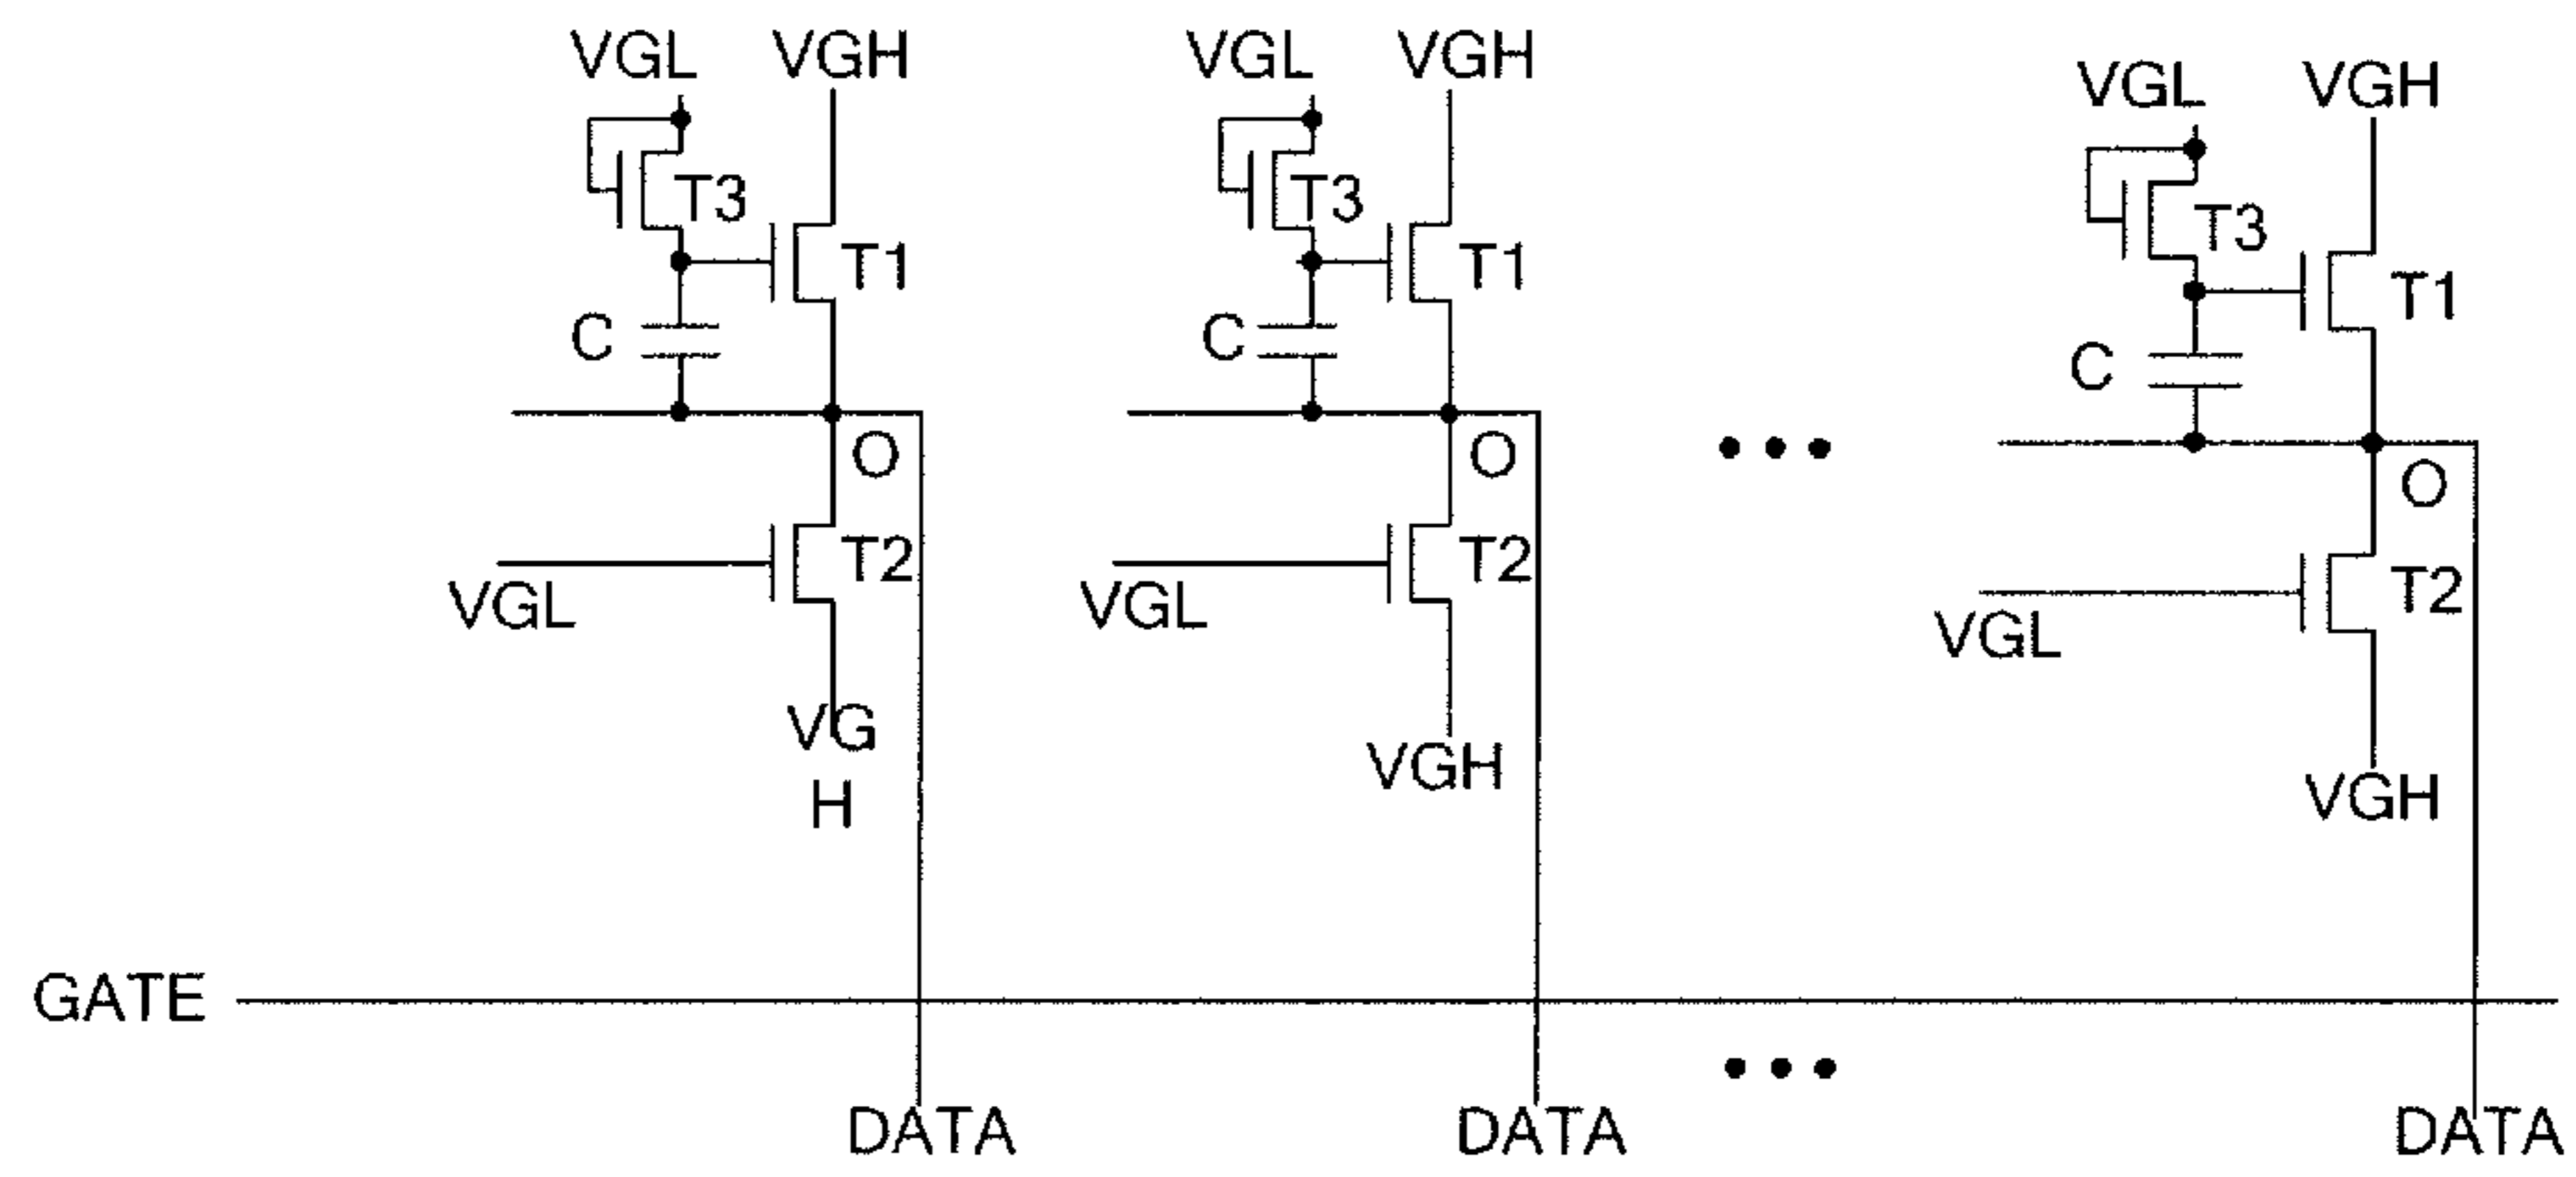 VGL VGH
T3
T1
C
O
T2
VGL
VG
H
VGL VGH
T3
T1
C
O
T2
VGL
VGH
VGL VGH
T3
T1
C
O
T2
VGL
VGH
GATE
DATA DATA DATA